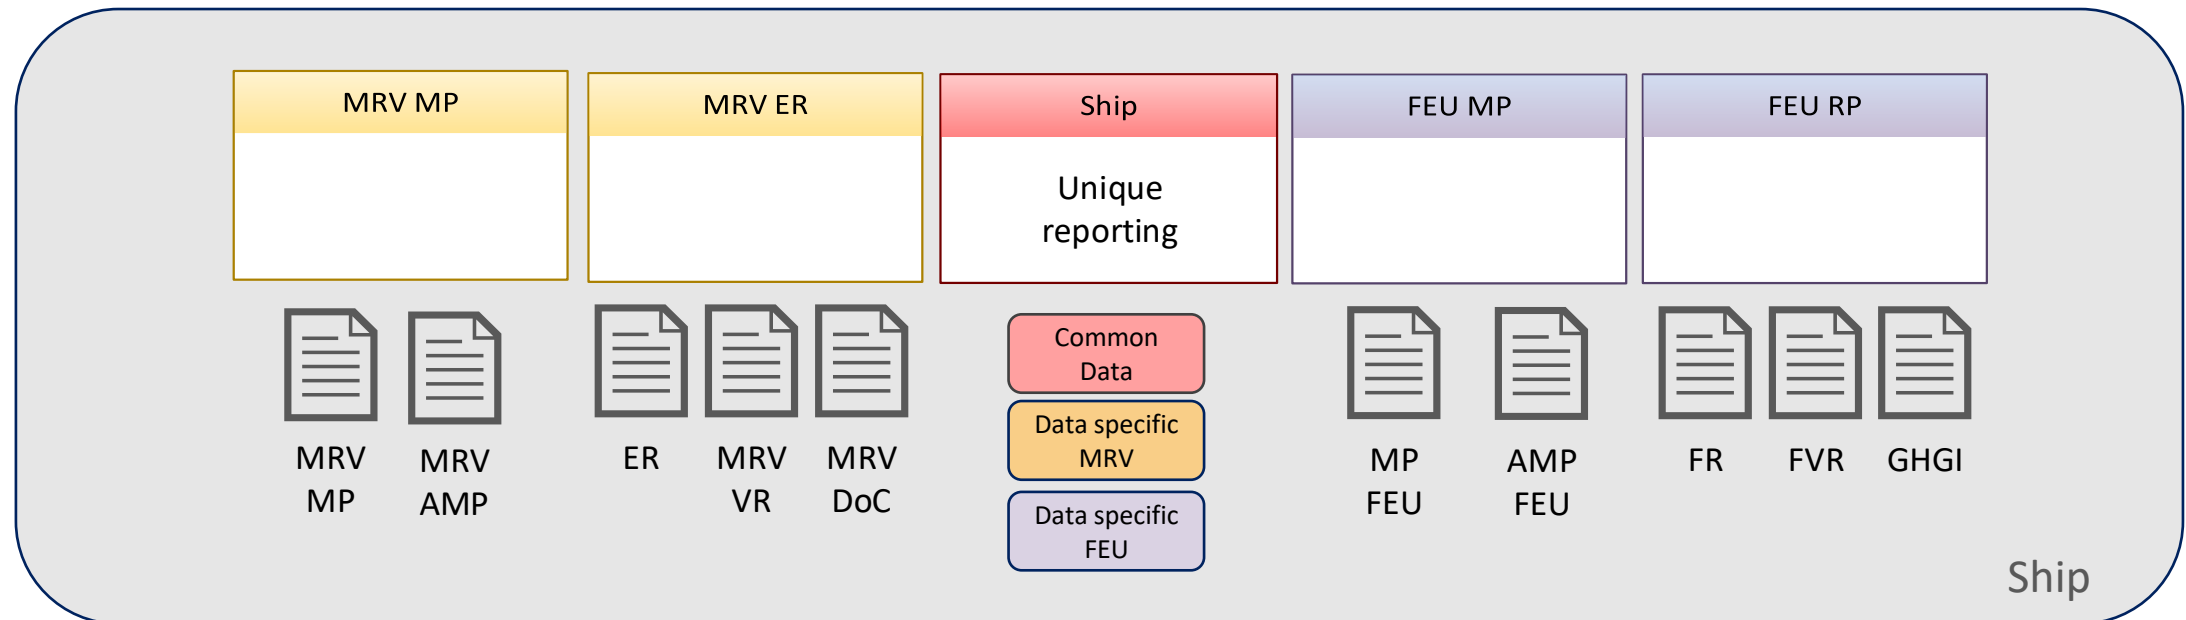 MRV MP
MRV ER
Ship
FEU MP
FEU RP
Unique
reporting
MRV
MP
MRV
AMP
ER
MRV
VR
MRV
DoC
Common
Data
Data specific
MRV
Data specific
FEU
MP
FEU
AMP
FEU
FR
FVR
GHGI
Ship